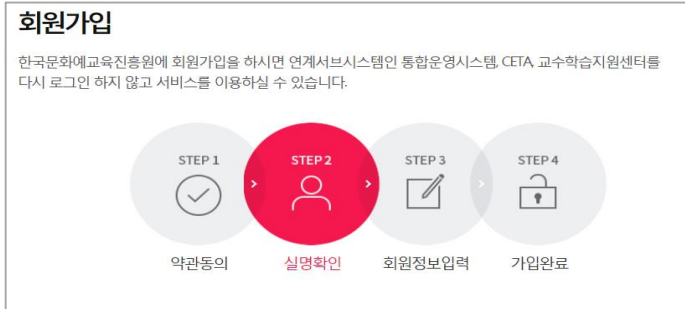 회원가입
한국문화예교육진흥원에 회원가입을 하시면 연계서브시스템인 통합운영시스템, CETA, 교수학습지원센터를
다시 로그인 하지 않고 서비스를 이용하실 수 있습니다.
STEP 1
STEP 2
STEP 3
STEP 4
약관동의
실명확인
회원정보입력
가입완료